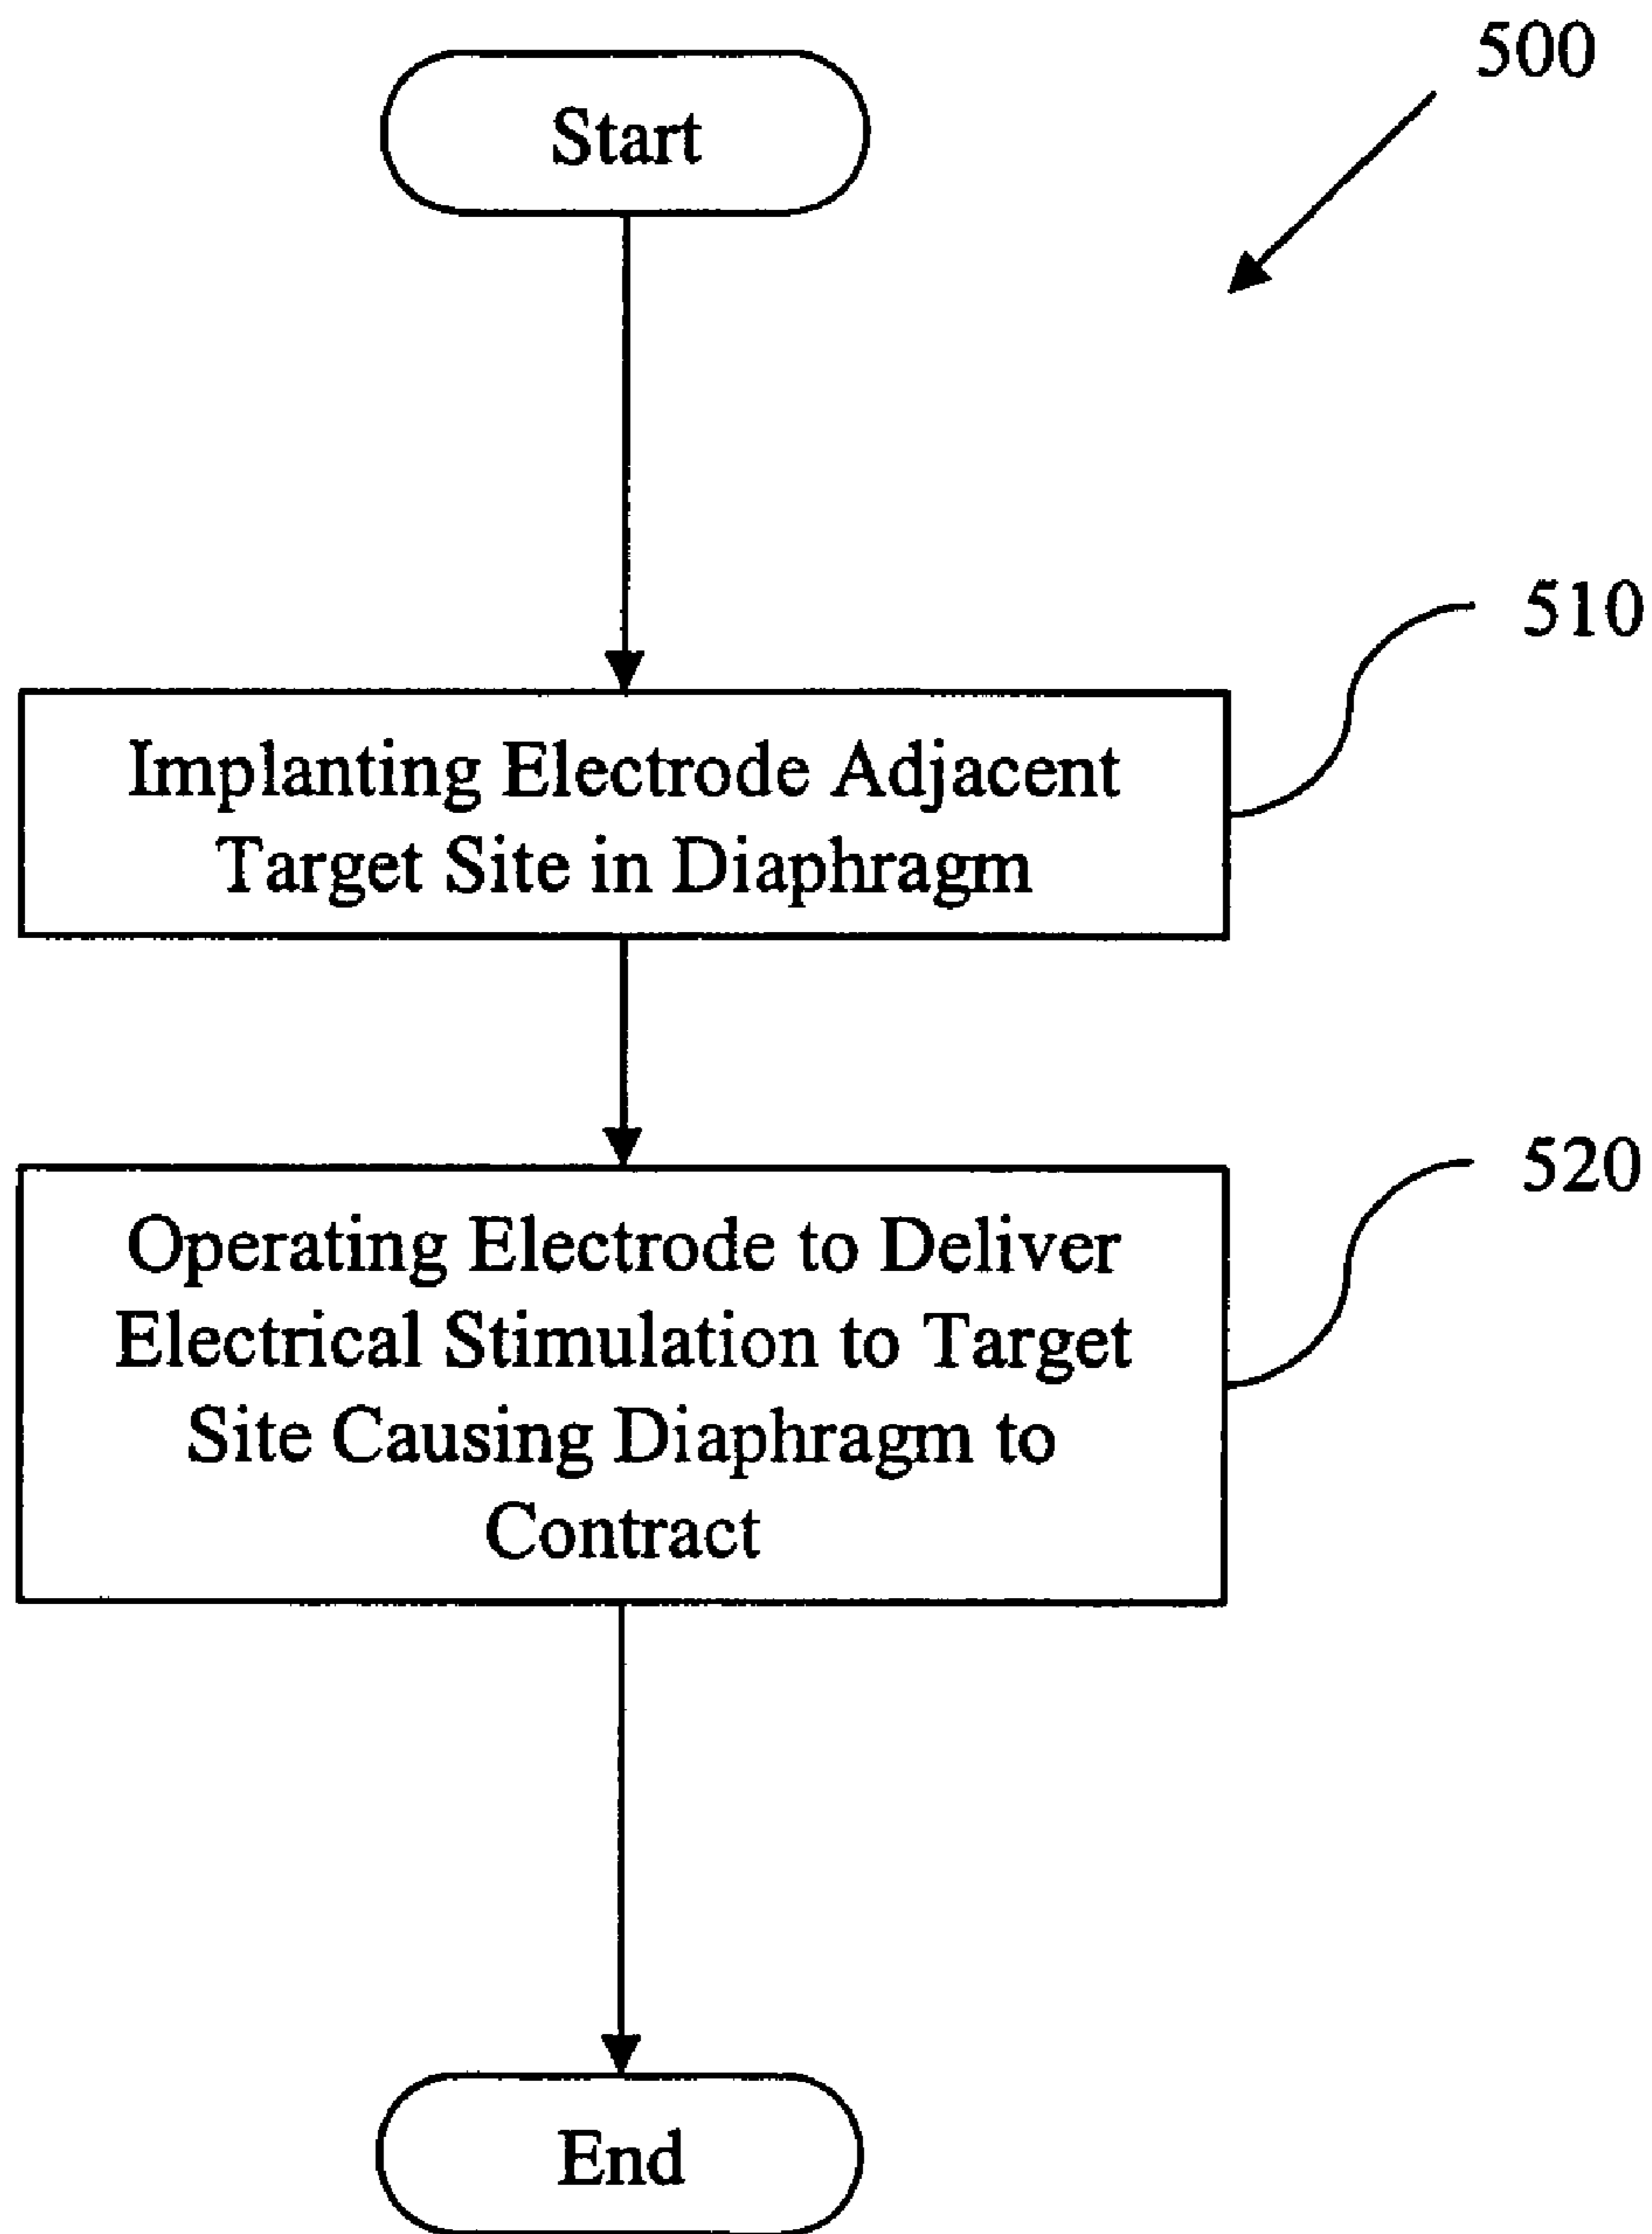 500
Start
510
Implanting Electrode Adjacent
Target Site in Diaphragm
520
Operating Electrode to Deliver
Electrical Stimulation to Target
Site Causing Diaphragm to
Contract
End